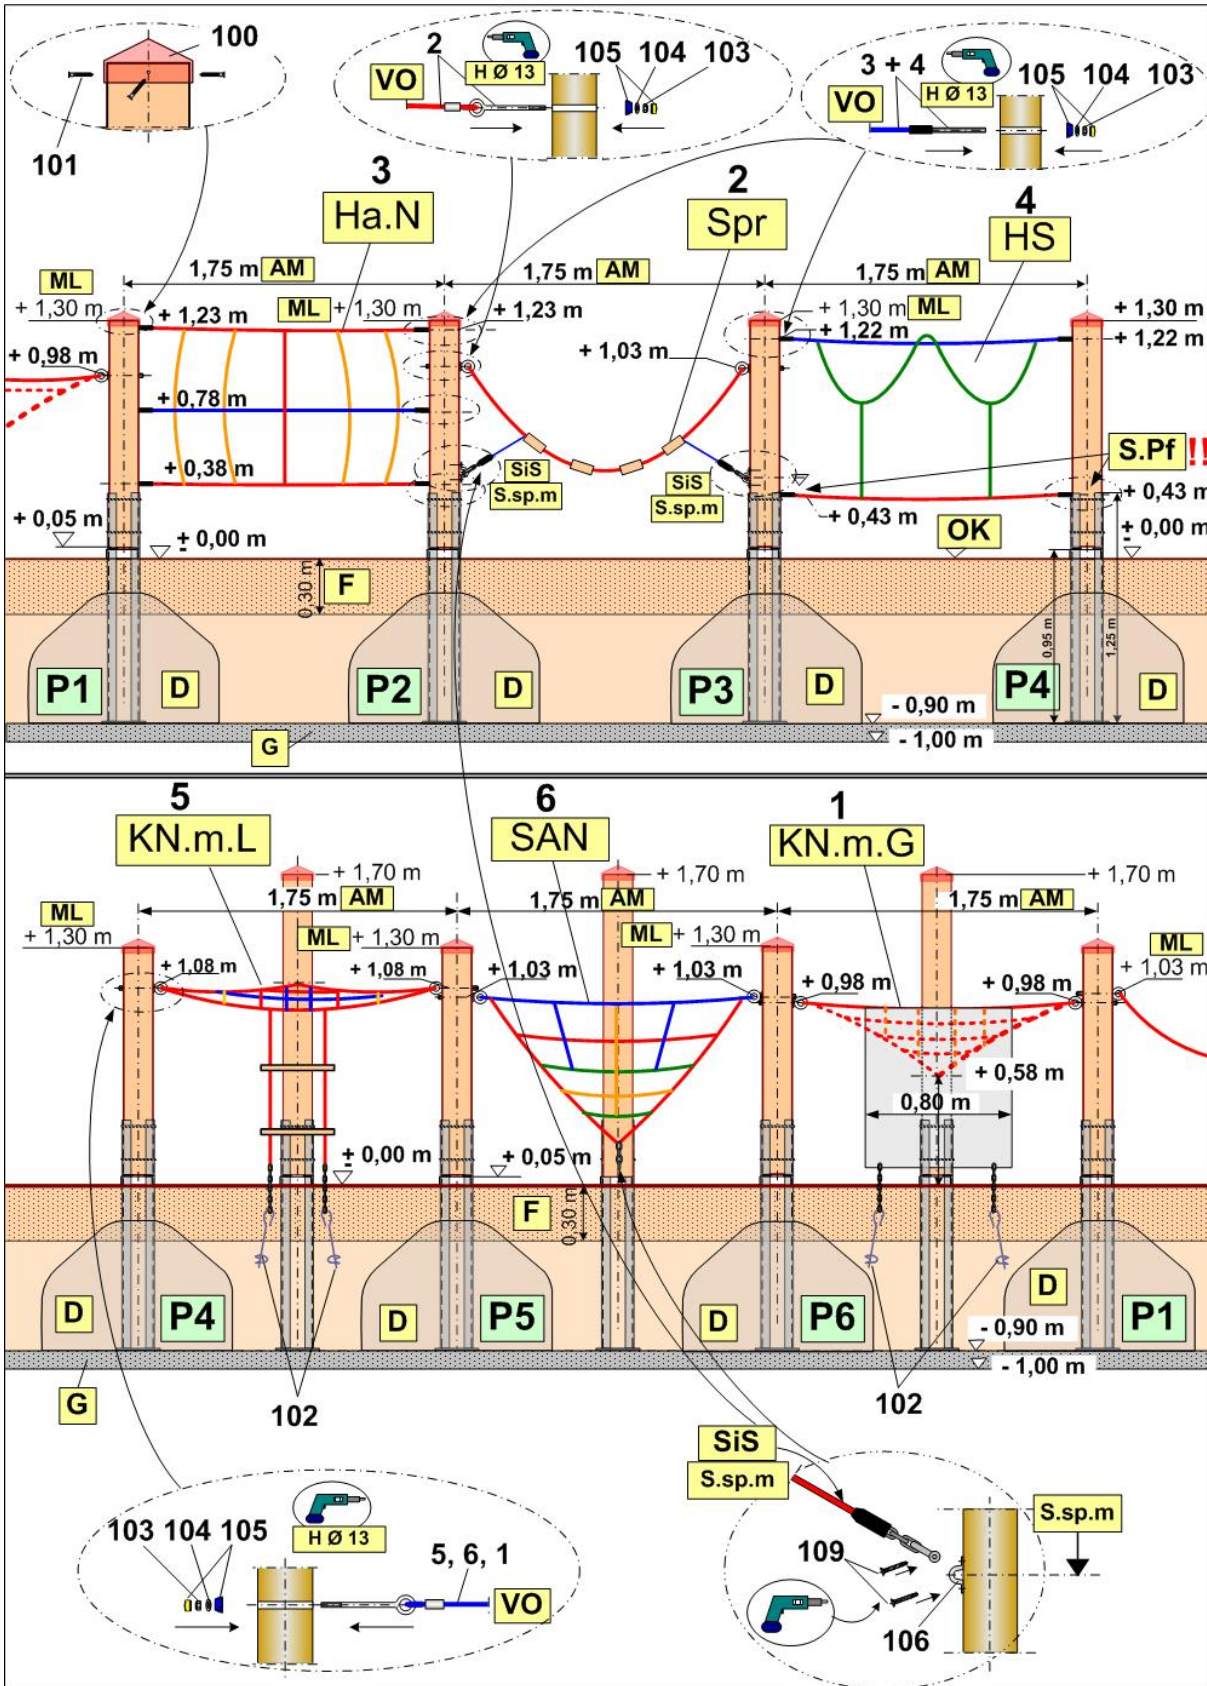 100
101
2
VO
H Ø 13
105 104 103
3 + 4
VO
H Ø 13
105 104 103
3
Ha.N
2
Spr
4
HS
1,75 m AM
1,75 m AM
1,75 m AM
ML
+ 1,30 m
+ 1,23 m
ML + 1,30 m
+ 1,23 m
+ 1,30 m
ML
+ 1,22 m
+ 1,30 m
+ 1,22 m
+ 0,98 m
+ 1,03 m
+ 0,78 m
+ 0,38 m
SiS
S.sp.m
SiS
S.sp.m
S.Pf !!
+ 0,43 m
+ 0,43 m
+ 0,05 m
± 0,00 m
OK
± 0,00 m
0,30 m
F
0,95 m
1,25 m
P1
D
P2
D
P3
D
P4
D
- 0,90 m
- 1,00 m
G
5
KN.m.L
6
SAN
1
KN.m.G
+ 1,70 m
+ 1,70 m
+ 1,70 m
1,75 m AM
1,75 m AM
1,75 m AM
ML
+ 1,30 m
ML + 1,30 m
ML + 1,30 m
ML
+ 1,03 m
+ 1,08 m
+ 1,08 m
+ 1,03 m
+ 1,03 m
+ 0,98 m
+ 0,98 m
+ 0,58 m
0,80 m
± 0,00 m
+ 0,05 m
F
0,30 m
D
P4
D
P5
D
P6
D
P1
- 0,90 m
- 1,00 m
G
102
102
SiS
S.sp.m
H Ø 13
103 104 105
5, 6, 1
VO
S.sp.m
109
106